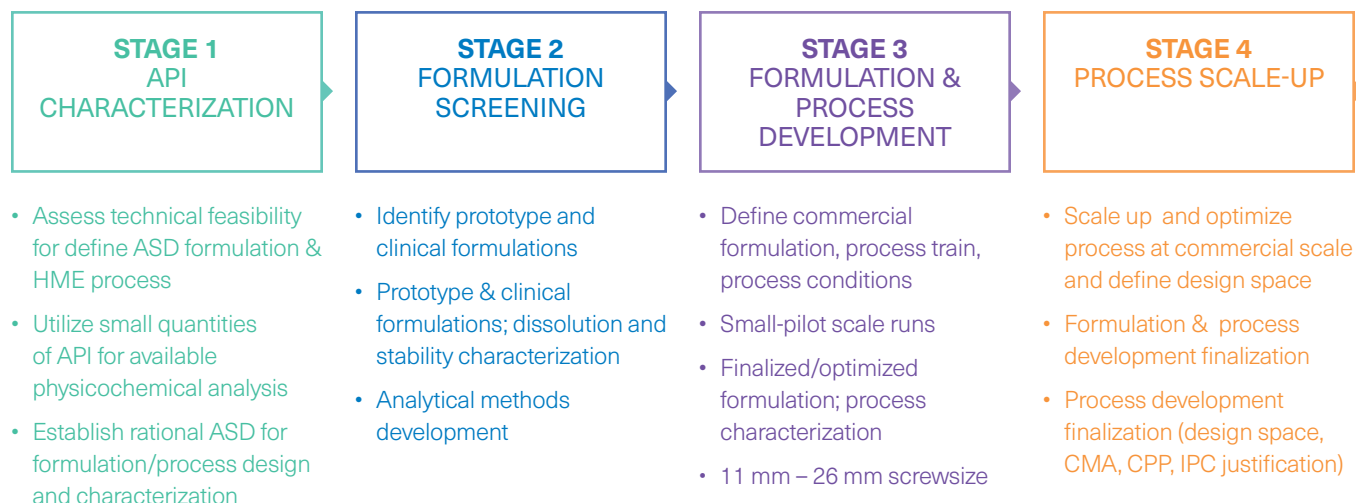 STAGE 1
API
CHARACTERIZATION
STAGE 2
FORMULATION
SCREENING
STAGE 3
FORMULATION &
PROCESS
DEVELOPMENT
STAGE 4
PROCESS SCALE-UP
• Assess technical feasibility
for define ASD formulation &
HME process
• Utilize small quantities
of API for available
physicochemical analysis
• Establish rational ASD for
formulation/process design
and characterization
• Identify prototype and
clinical formulations
• Prototype & clinical
formulations; dissolution and
stability characterization
• Analytical methods
development
• Define commercial
formulation, process train,
process conditions
• Small-pilot scale runs
• Finalized/optimized
formulation; process
characterization
• 11 mm – 26 mm screwsize
• Scale up and optimize
process at commercial scale
and define design space
• Formulation & process
development finalization
• Process development
finalization (design space,
CMA, CPP, IPC justification)